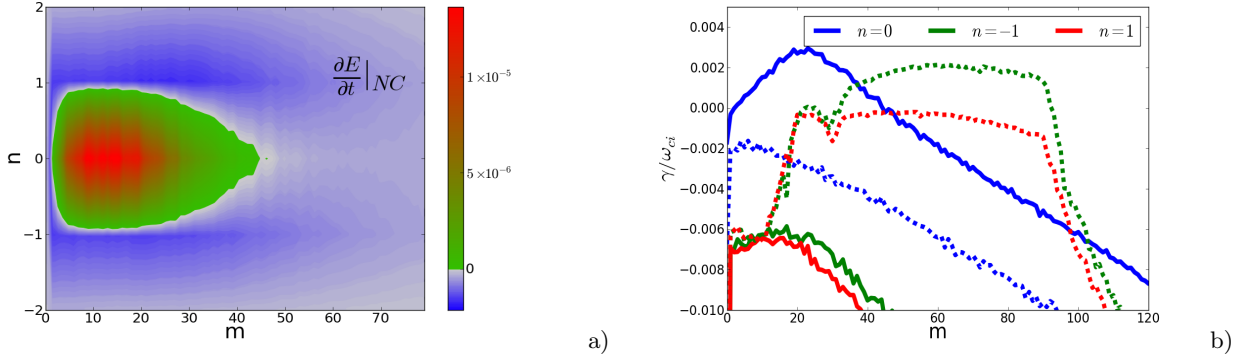 2
1
0
-1
-2
n
0 10 20 30 40 50 60 70
m
∂E/∂t|NC
1×10⁻⁵
5×10⁻⁶
0
a)
0.004
0.002
0.000
−0.002
−0.004
−0.006
−0.008
−0.010
γ/ω_ci
n=0 n=−1 n=1
0 20 40 60 80 100 120
m
b)